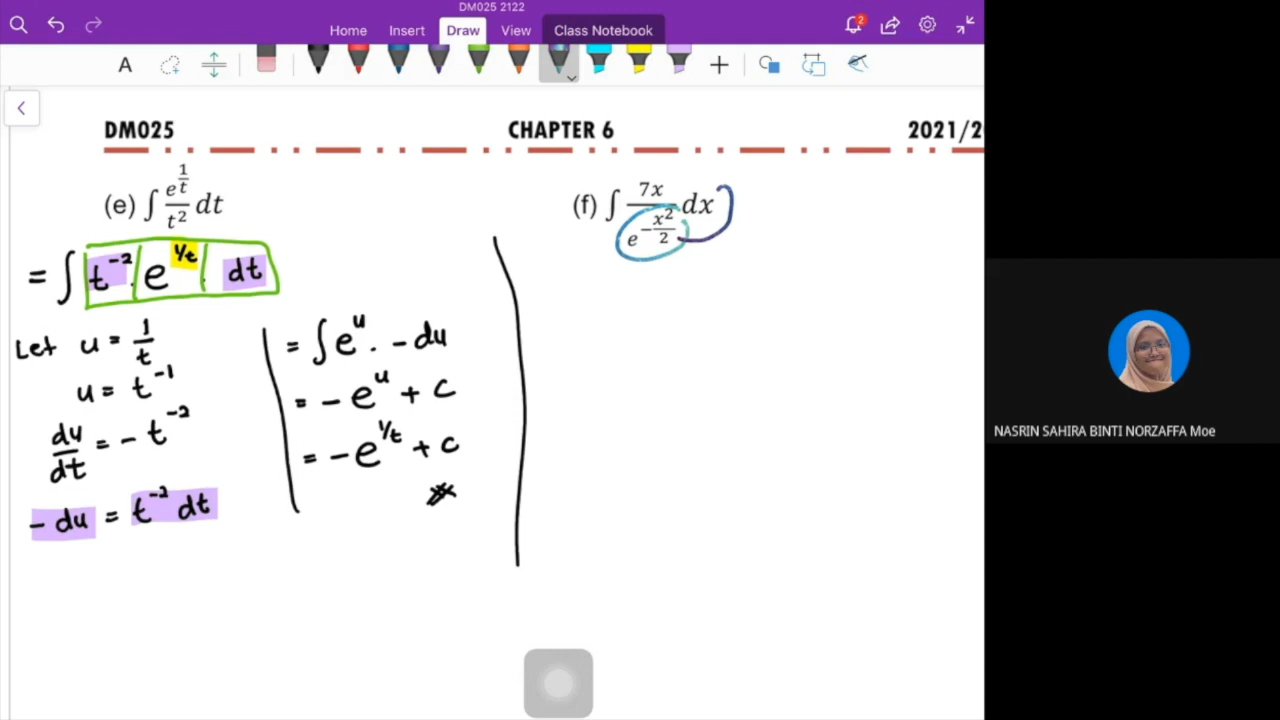 DM025 2122
Home Insert Draw View Class Notebook
2
A
DM025 CHAPTER 6 2021/2
(e) ∫ e^(1/t)/t² dt
= ∫ t⁻² . e^(1/t) . dt
Let u = 1/t
u = t⁻¹
du/dt = - t⁻²
- du = t⁻² dt
= ∫ e^u . - du
= - e^u + c
= - e^(1/t) + c
(f) ∫ 7x/e^(-x²/2) dx
NASRIN SAHIRA BINTI NORZAFFA Moe